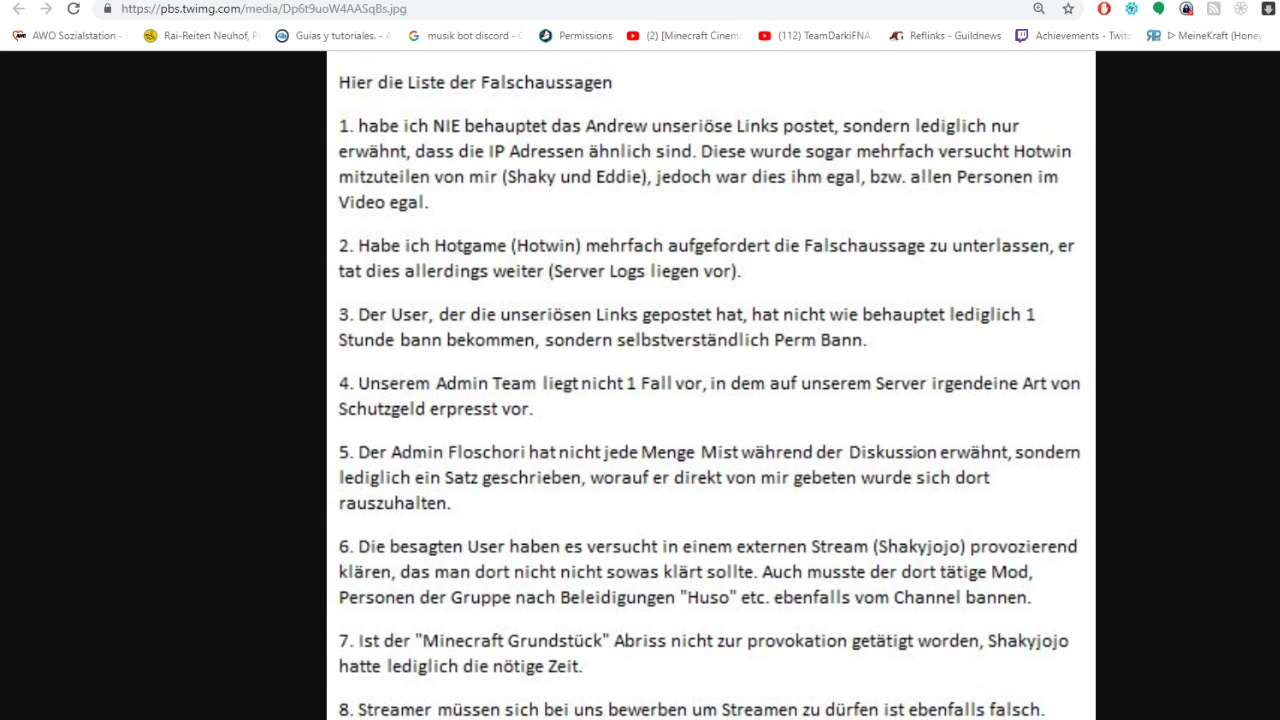 https://pbs.twimg.com/media/Dp6t9uoW4AASqBs.jpg
AWO Sozialstation - Rai-Reiten Neuhof, P Guias y tutoriales. - A musik bot discord - G Permissions (2) [Minecraft Cinema (112) TeamDarkiFNA Reflinks - Guildnews Achievements - Twitc ▷ MeineKraft (Honey
Hier die Liste der Falschaussagen
1. habe ich NIE behauptet das Andrew unseriöse Links postet, sondern lediglich nur
erwähnt, dass die IP Adressen ähnlich sind. Diese wurde sogar mehrfach versucht Hotwin
mitzuteilen von mir (Shaky und Eddie), jedoch war dies ihm egal, bzw. allen Personen im
Video egal.
2. Habe ich Hotgame (Hotwin) mehrfach aufgefordert die Falschaussage zu unterlassen, er
tat dies allerdings weiter (Server Logs liegen vor).
3. Der User, der die unseriösen Links gepostet hat, hat nicht wie behauptet lediglich 1
Stunde bann bekommen, sondern selbstverständlich Perm Bann.
4. Unserem Admin Team liegt nicht 1 Fall vor, in dem auf unserem Server irgendeine Art von
Schutzgeld erpresst vor.
5. Der Admin Floschori hat nicht jede Menge Mist während der Diskussion erwähnt, sondern
lediglich ein Satz geschrieben, worauf er direkt von mir gebeten wurde sich dort
rauszuhalten.
6. Die besagten User haben es versucht in einem externen Stream (Shakyjojo) provozierend
klären, das man dort nicht nicht sowas klärt sollte. Auch musste der dort tätige Mod,
Personen der Gruppe nach Beleidigungen "Huso" etc. ebenfalls vom Channel bannen.
7. Ist der "Minecraft Grundstück" Abriss nicht zur provokation getätigt worden, Shakyjojo
hatte lediglich die nötige Zeit.
8. Streamer müssen sich bei uns bewerben um Streamen zu dürfen ist ebenfalls falsch.